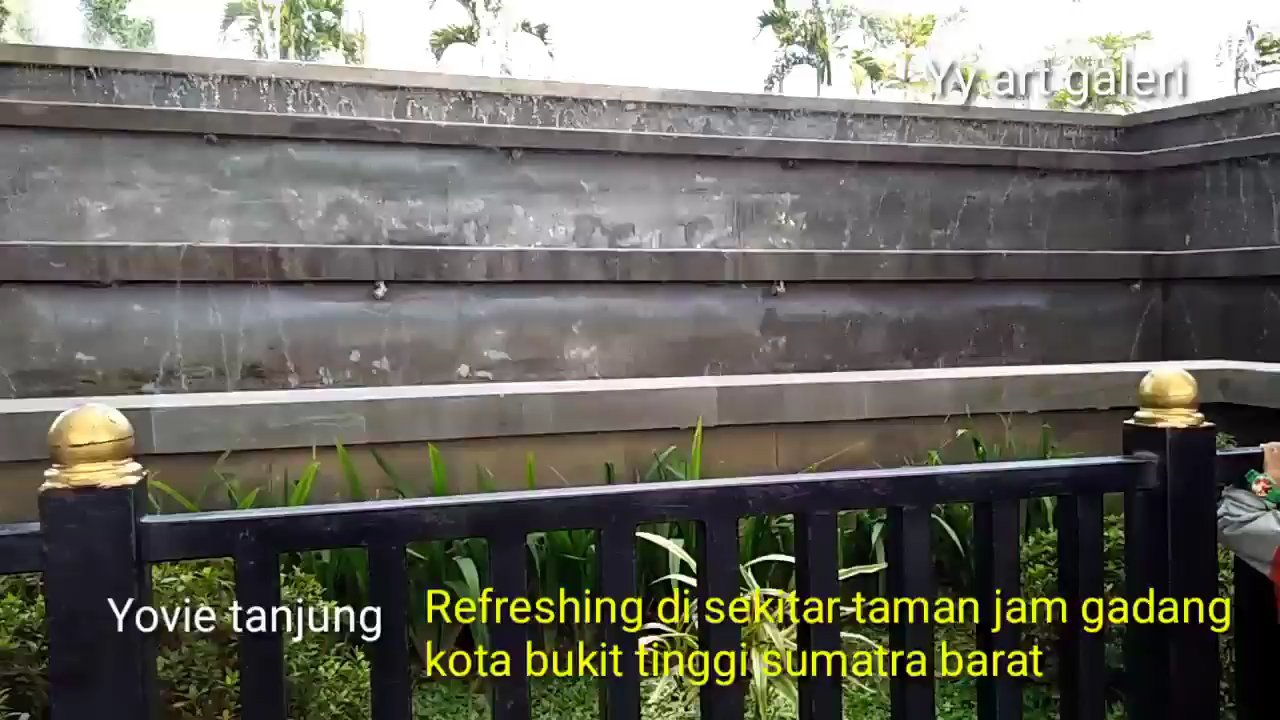 Yy art galeri
Yovie tanjung
Refreshing di sekitar taman jam gadang
kota bukit tinggi sumatra barat